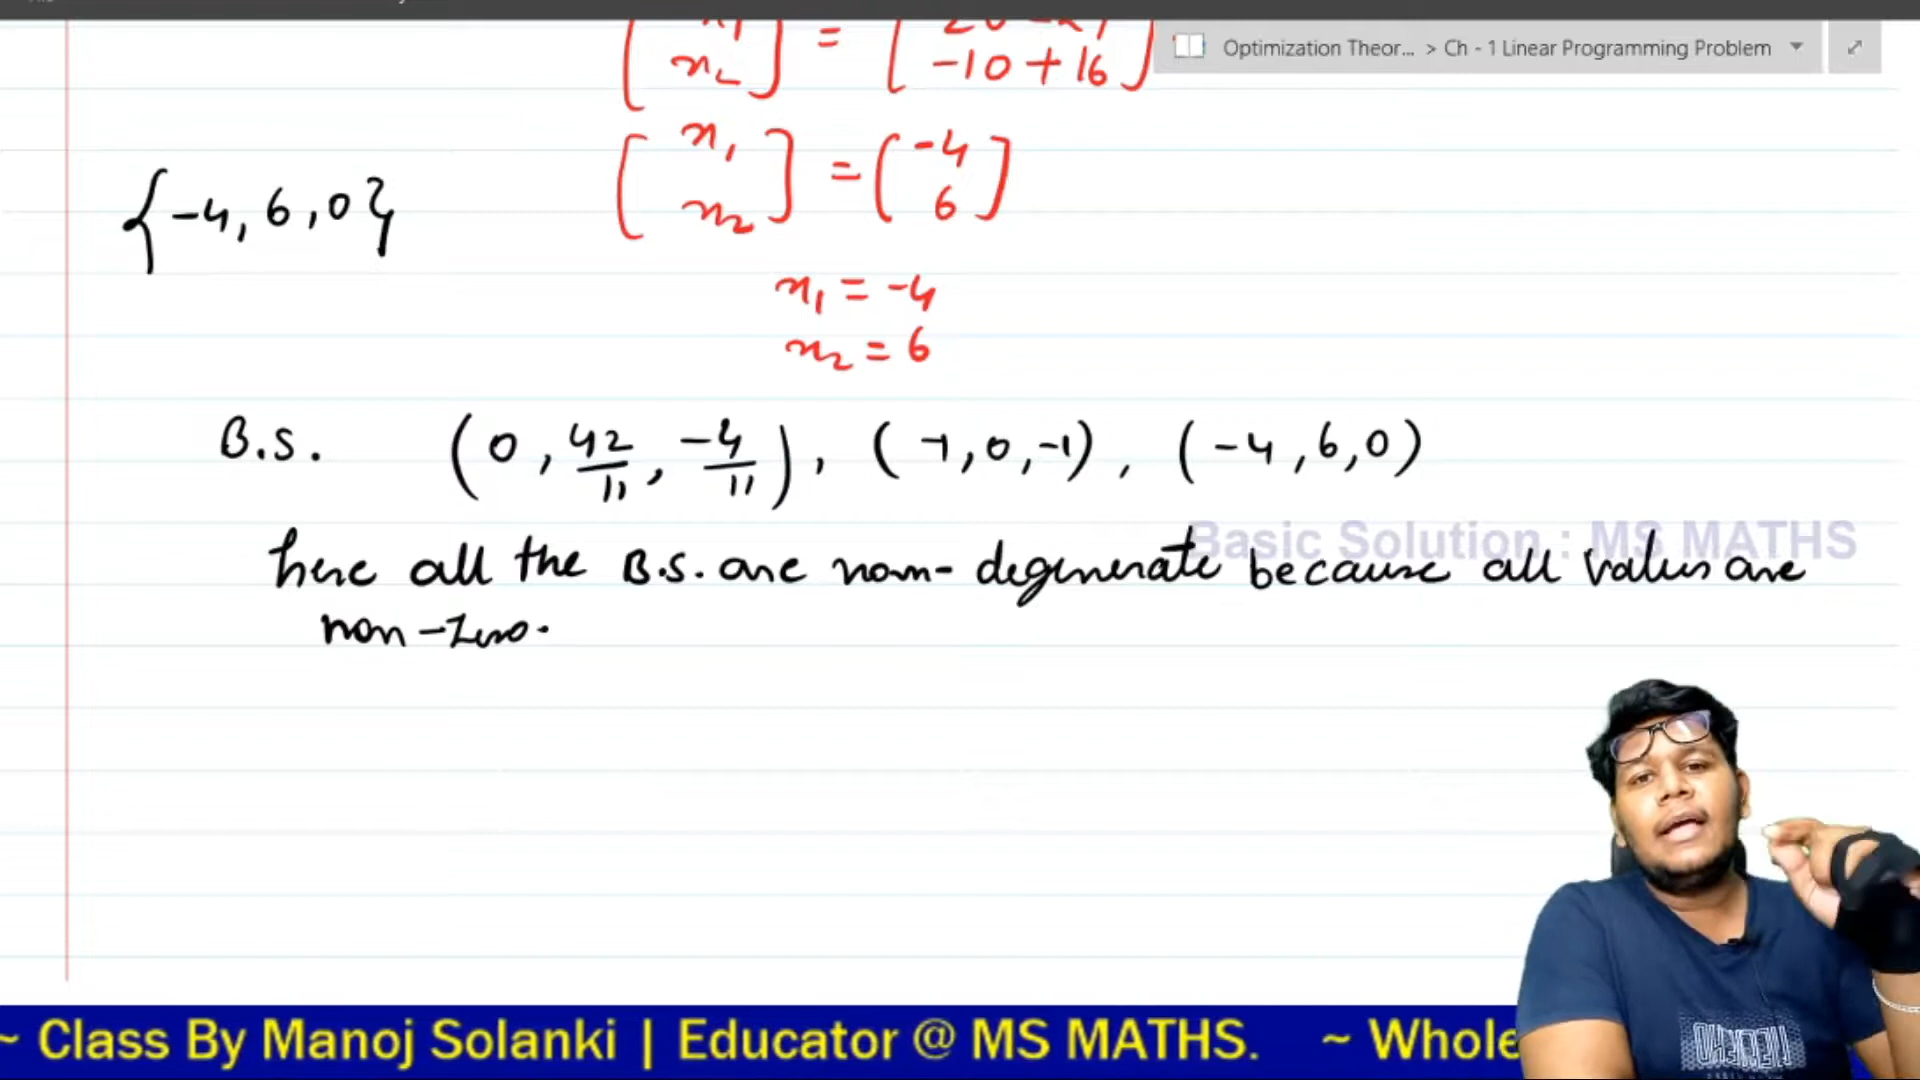 x₂ ] = [ -10 + 16 ]
Optimization Theor... > Ch - 1 Linear Programming Problem
[ x₁ x₂ ] = [ -4 6 ]
{-4, 6, 0}
x₁ = -4
x₂ = 6
B.S. (0, 42/11, -4/11), (7, 0, -1), (-4, 6, 0)
Basic Solution : MS MATHS
here all the B.S. are non-degenerate because all values are
non-zero.
~ Class By Manoj Solanki | Educator @ MS MATHS. ~ Whole